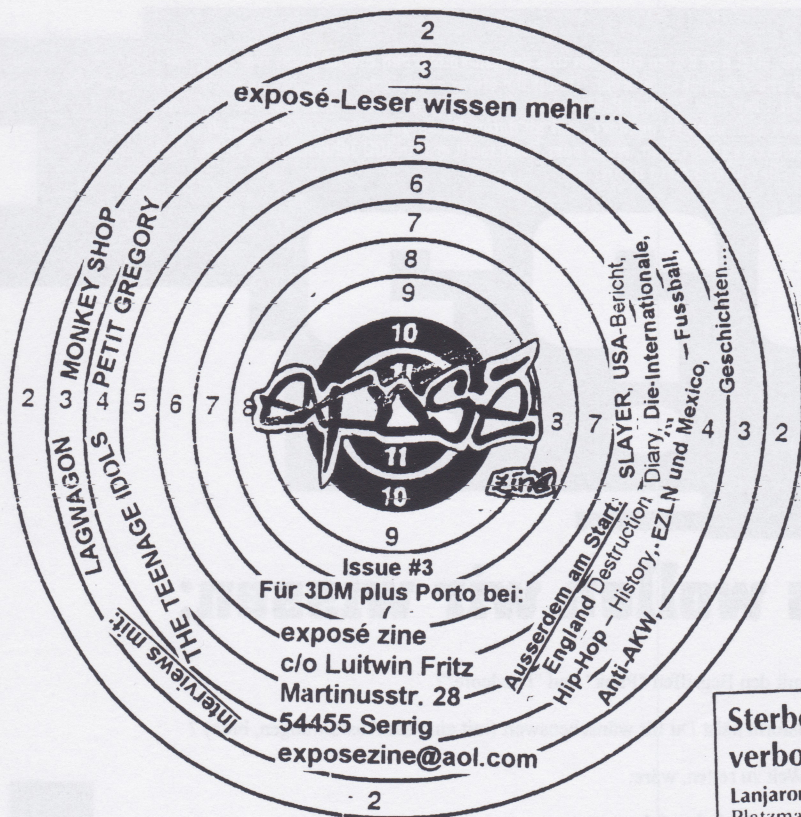 2
3
exposé-Leser wissen mehr...
5
6
7
8
9
10
11
exposé
zine
2 3 4 5 6 7 8
3 7 4 3 2
11
10
9
Interviews mit:
LAGWAGON MONKEY SHOP
THE TEENAGE IDOLS PETIT GREGORY
Issue #3
Für 3DM plus Porto bei:
exposé zine
c/o Luitwin Fritz
Martinusstr. 28
54455 Serrig
exposezine@aol.com
2
Ausserdem am Start: SLAYER, USA-Bericht,
England Destruction Diary, Die-Internationale,
Hip-Hop – History, EZLN und Mexico, – Fussball,
Anti-AKW, Geschichten...
Sterbe
verbo
Lanjaron